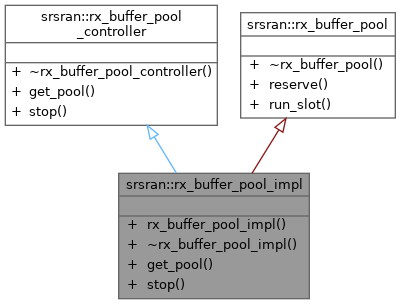 srsran::rx_buffer_pool
_controller
+ ~rx_buffer_pool_controller()
+ get_pool()
+ stop()
srsran::rx_buffer_pool
+ ~rx_buffer_pool()
+ reserve()
+ run_slot()
srsran::rx_buffer_pool_impl
+ rx_buffer_pool_impl()
+ ~rx_buffer_pool_impl()
+ get_pool()
+ stop()